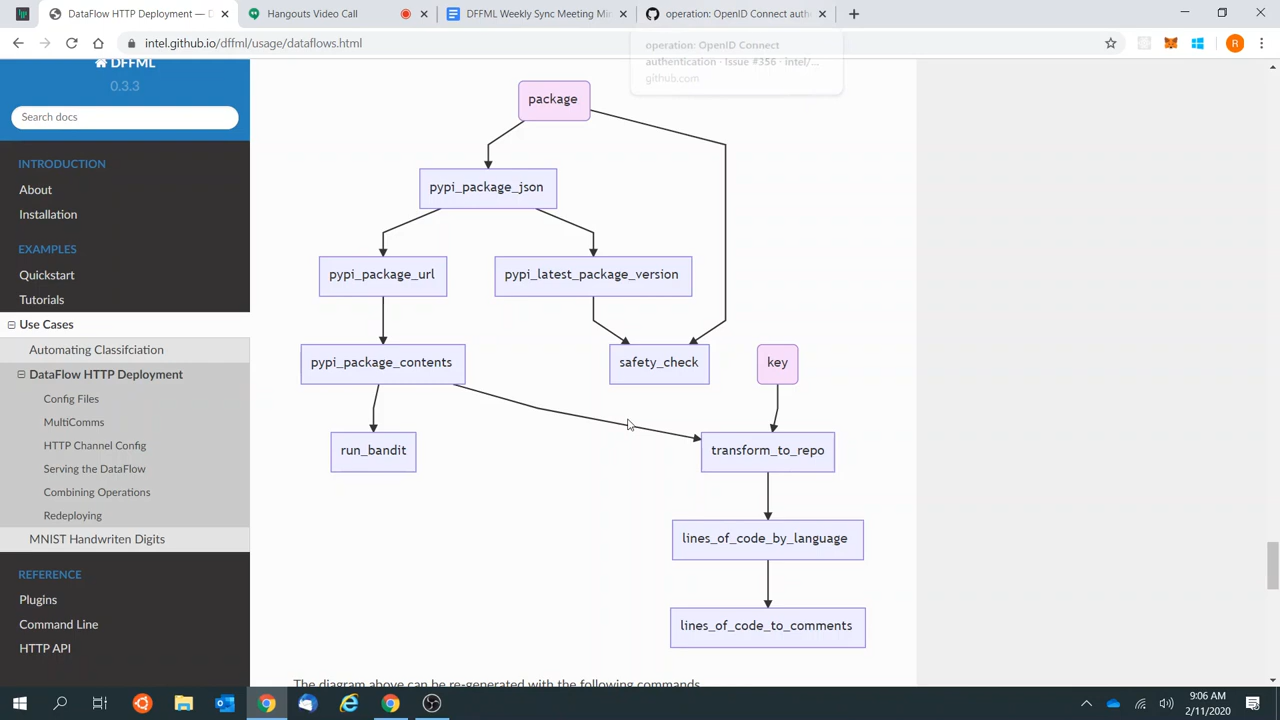 DataFlow HTTP Deployment —
Hangouts Video Call
DFFML Weekly Sync Meeting Min
operation: OpenID Connect auth
intel.github.io/dffml/usage/dataflows.html
R
operation: OpenID Connect
authentication · Issue #356 · intel/...
github.com
DFFML
0.3.3
Search docs
INTRODUCTION
About
Installation
EXAMPLES
Quickstart
Tutorials
Use Cases
Automating Classifciation
DataFlow HTTP Deployment
Config Files
MultiComms
HTTP Channel Config
Serving the DataFlow
Combining Operations
Redeploying
MNIST Handwriten Digits
REFERENCE
Plugins
Command Line
HTTP API
package
pypi_package_json
pypi_package_url
pypi_latest_package_version
pypi_package_contents
safety_check
key
run_bandit
transform_to_repo
lines_of_code_by_language
lines_of_code_to_comments
The diagram above can be re-generated with the following commands
9:06 AM
2/11/2020